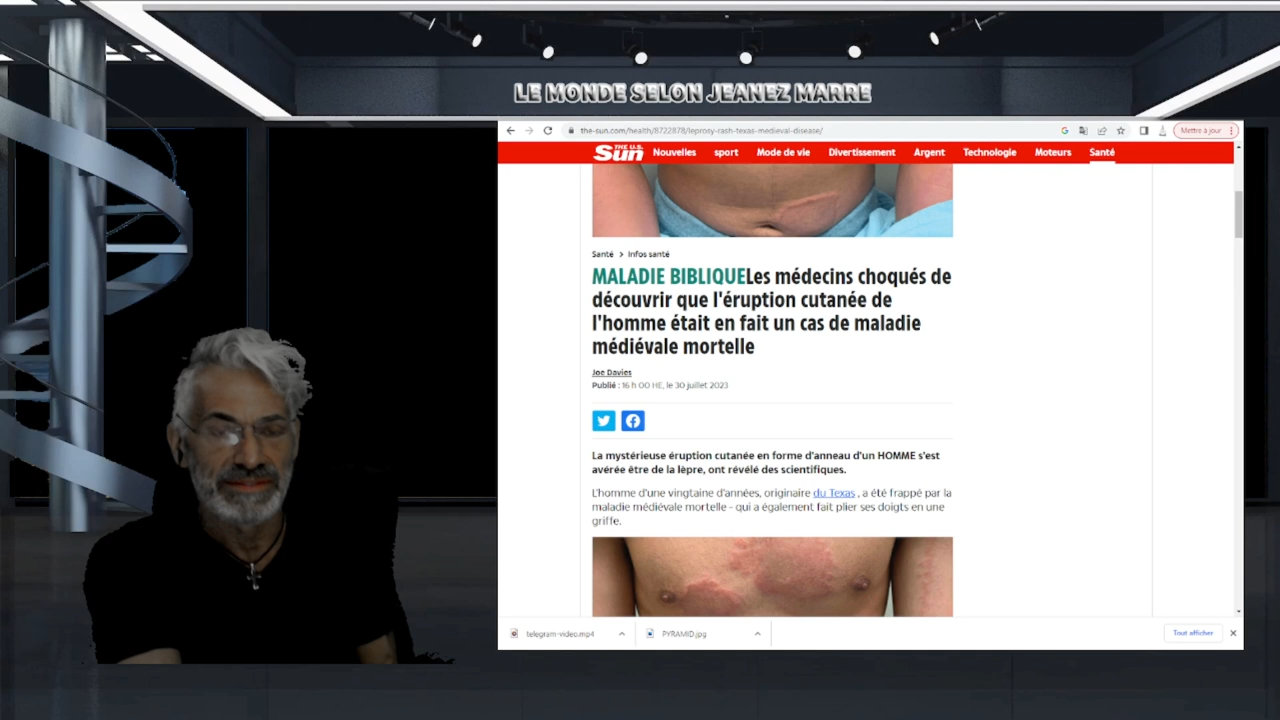 LE MONDE SELON JEANEZ MARRE
the-sun.com/health/8722878/leprosy-rash-texas-medieval-disease/
Mettre à jour
THE U.S. Sun Nouvelles sport Mode de vie Divertissement Argent Technologie Moteurs Santé
Santé > Infos santé
MALADIE BIBLIQUELes médecins choqués de
découvrir que l'éruption cutanée de
l'homme était en fait un cas de maladie
médiévale mortelle
Joe Davies
Publié : 16 h 00 HE, le 30 juillet 2023
La mystérieuse éruption cutanée en forme d'anneau d'un HOMME s'est
avérée être de la lèpre, ont révélé des scientifiques.
L'homme d'une vingtaine d'années, originaire du Texas , a été frappé par la
maladie médiévale mortelle - qui a également fait plier ses doigts en une
griffe.
telegram-video.mp4 PYRAMID.jpg Tout afficher